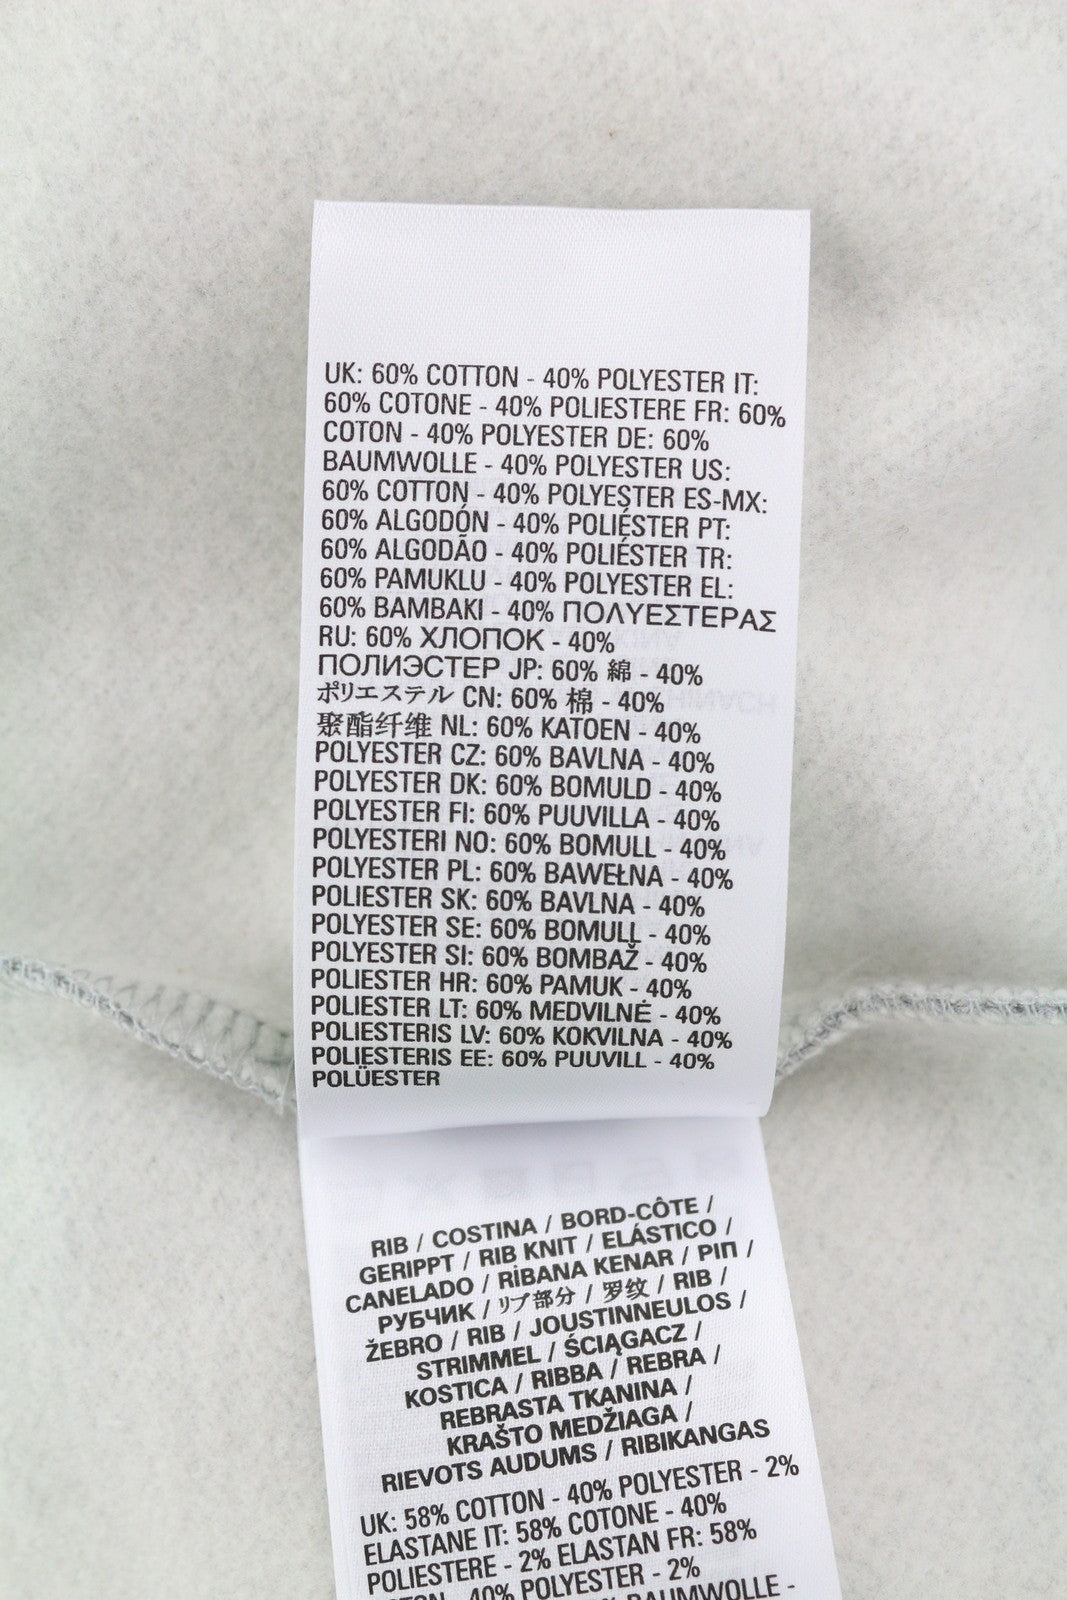 UK: 60% COTTON - 40% POLYESTER IT:
60% COTONE - 40% POLIESTERE FR: 60%
COTON - 40% POLYESTER DE: 60%
BAUMWOLLE - 40% POLYESTER US:
60% COTTON - 40% POLYESTER ES-MX:
60% ALGODÓN - 40% POLIÉSTER PT:
60% ALGODÃO - 40% POLIÉSTER TR:
60% PAMUKLU - 40% POLYESTER EL:
60% BAMBAKI - 40% ΠΟΛΥΕΣΤΕΡΑΣ
RU: 60% ХЛОПОК - 40%
ПОЛИЭСТЕР JP: 60% 綿 - 40%
ポリエステル CN: 60% 棉 - 40%
聚酯纤维 NL: 60% KATOEN - 40%
POLYESTER CZ: 60% BAVLNA - 40%
POLYESTER DK: 60% BOMULD - 40%
POLYESTER FI: 60% PUUVILLA - 40%
POLYESTERI NO: 60% BOMULL - 40%
POLYESTER PL: 60% BAWEŁNA - 40%
POLIESTER SK: 60% BAVLNA - 40%
POLYESTER SE: 60% BOMULL - 40%
POLYESTER SI: 60% BOMBAŽ - 40%
POLIESTER HR: 60% PAMUK - 40%
POLIESTER LT: 60% MEDVILNĖ - 40%
POLIESTERIS LV: 60% KOKVILNA - 40%
POLIESTERIS EE: 60% PUUVILL - 40%
POLÜESTER
RIB / COSTINA / BORD-CÔTE /
GERIPPT / RIB KNIT / ELÁSTICO /
CANELADO / RİBANA KENAR / ΡΙΠ /
РУБЧИК / リブ部分 / 罗纹 / RIB /
ŽEBRO / RIB / JOUSTINNEULOS /
STRIMMEL / ŚCIĄGACZ /
KOSTICA / RIBBA / REBRA /
REBRASTA TKANINA /
KRAŠTO MEDŽIAGA /
RIEVOTS AUDUMS / RIBIKANGAS
UK: 58% COTTON - 40% POLYESTER - 2%
ELASTANE IT: 58% COTONE - 40%
POLIESTERE - 2% ELASTAN FR: 58%
COTON - 40% POLYESTER - 2%
BAUMWOLLE -